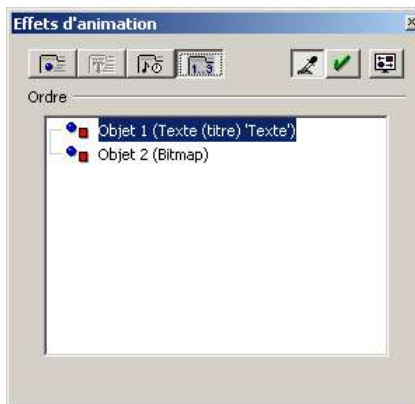 Effets d'animation
Ordre
Objet 1 (Texte (titre) 'Texte')
Objet 2 (Bitmap)